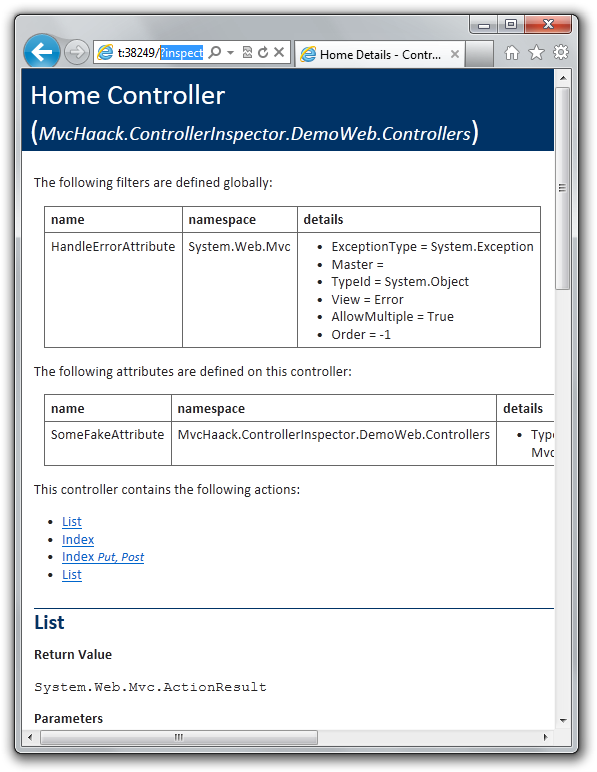 t:38249/?inspect
Home Details - Contr...
Home Controller
(MvcHaack.ControllerInspector.DemoWeb.Controllers)
The following filters are defined globally:
name namespace details
HandleErrorAttribute System.Web.Mvc • ExceptionType = System.Exception
• Master =
• TypeId = System.Object
• View = Error
• AllowMultiple = True
• Order = -1
The following attributes are defined on this controller:
name namespace details
SomeFakeAttribute MvcHaack.ControllerInspector.DemoWeb.Controllers • Type
Mvc
This controller contains the following actions:
• List
• Index
• Index Put, Post
• List
List
Return Value
System.Web.Mvc.ActionResult
Parameters